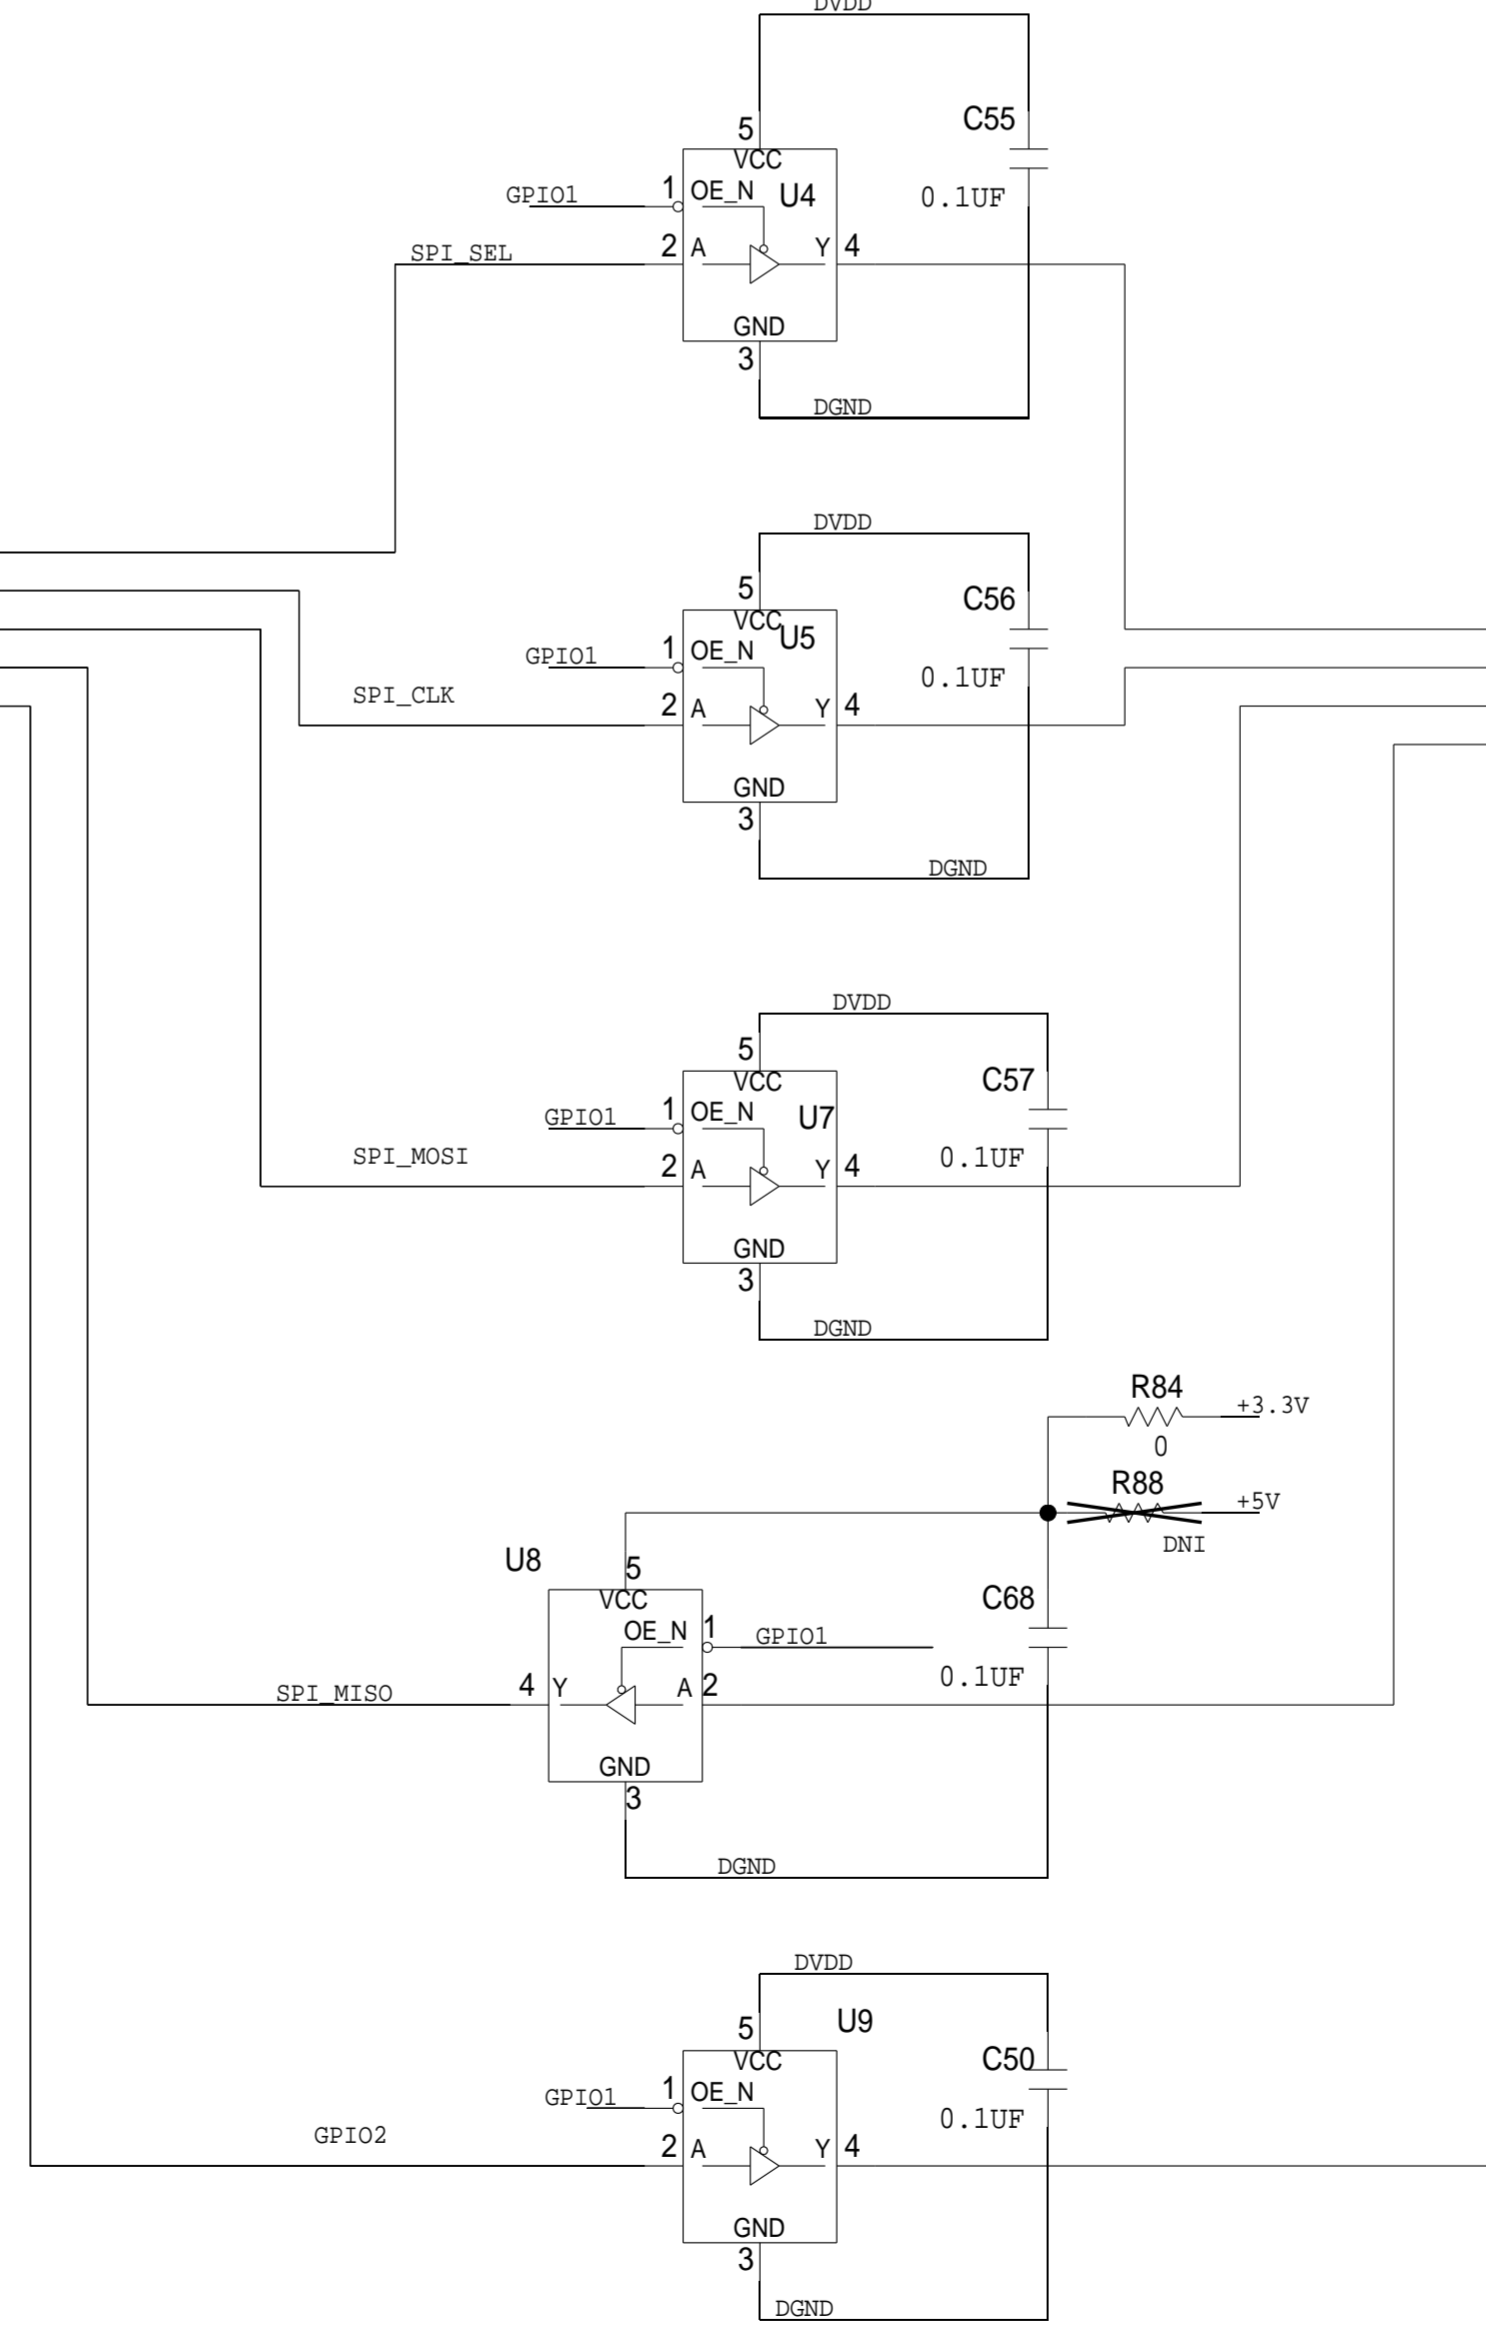 DVDD
C55
5
VCC
GPIO1
1 OE_N U4
0.1UF
SPI_SEL
2 A Y 4
GND
3
DGND
DVDD
5
C56
VCC
U5
GPIO1
1 OE_N
0.1UF
SPI_CLK
2 A Y 4
GND
3
DGND
DVDD
5
VCC
C57
GPIO1
1 OE_N U7
SPI_MOSI
0.1UF
2 A Y 4
GND
3
DGND
R84
+3.3V
0
R88
+5V
DNI
U8
5
VCC
C68
OE_N 1
GPIO1
0.1UF
SPI_MISO
4 Y A 2
GND
3
DGND
DVDD
U9
5
VCC
C50
GPIO1
1 OE_N
0.1UF
GPIO2
2 A Y 4
GND
3
DGND